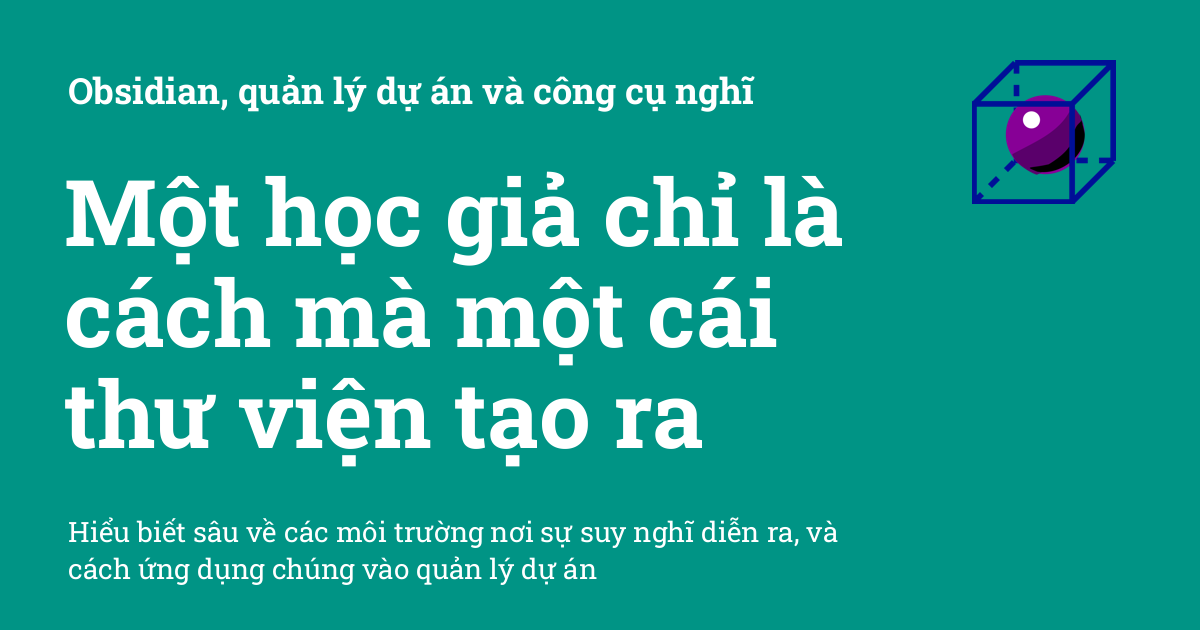 Obsidian, quản lý dự án và công cụ nghĩ
Một học giả chỉ là
cách mà một cái
thư viện tạo ra
Hiểu biết sâu về các môi trường nơi sự suy nghĩ diễn ra, và
cách ứng dụng chúng vào quản lý dự án